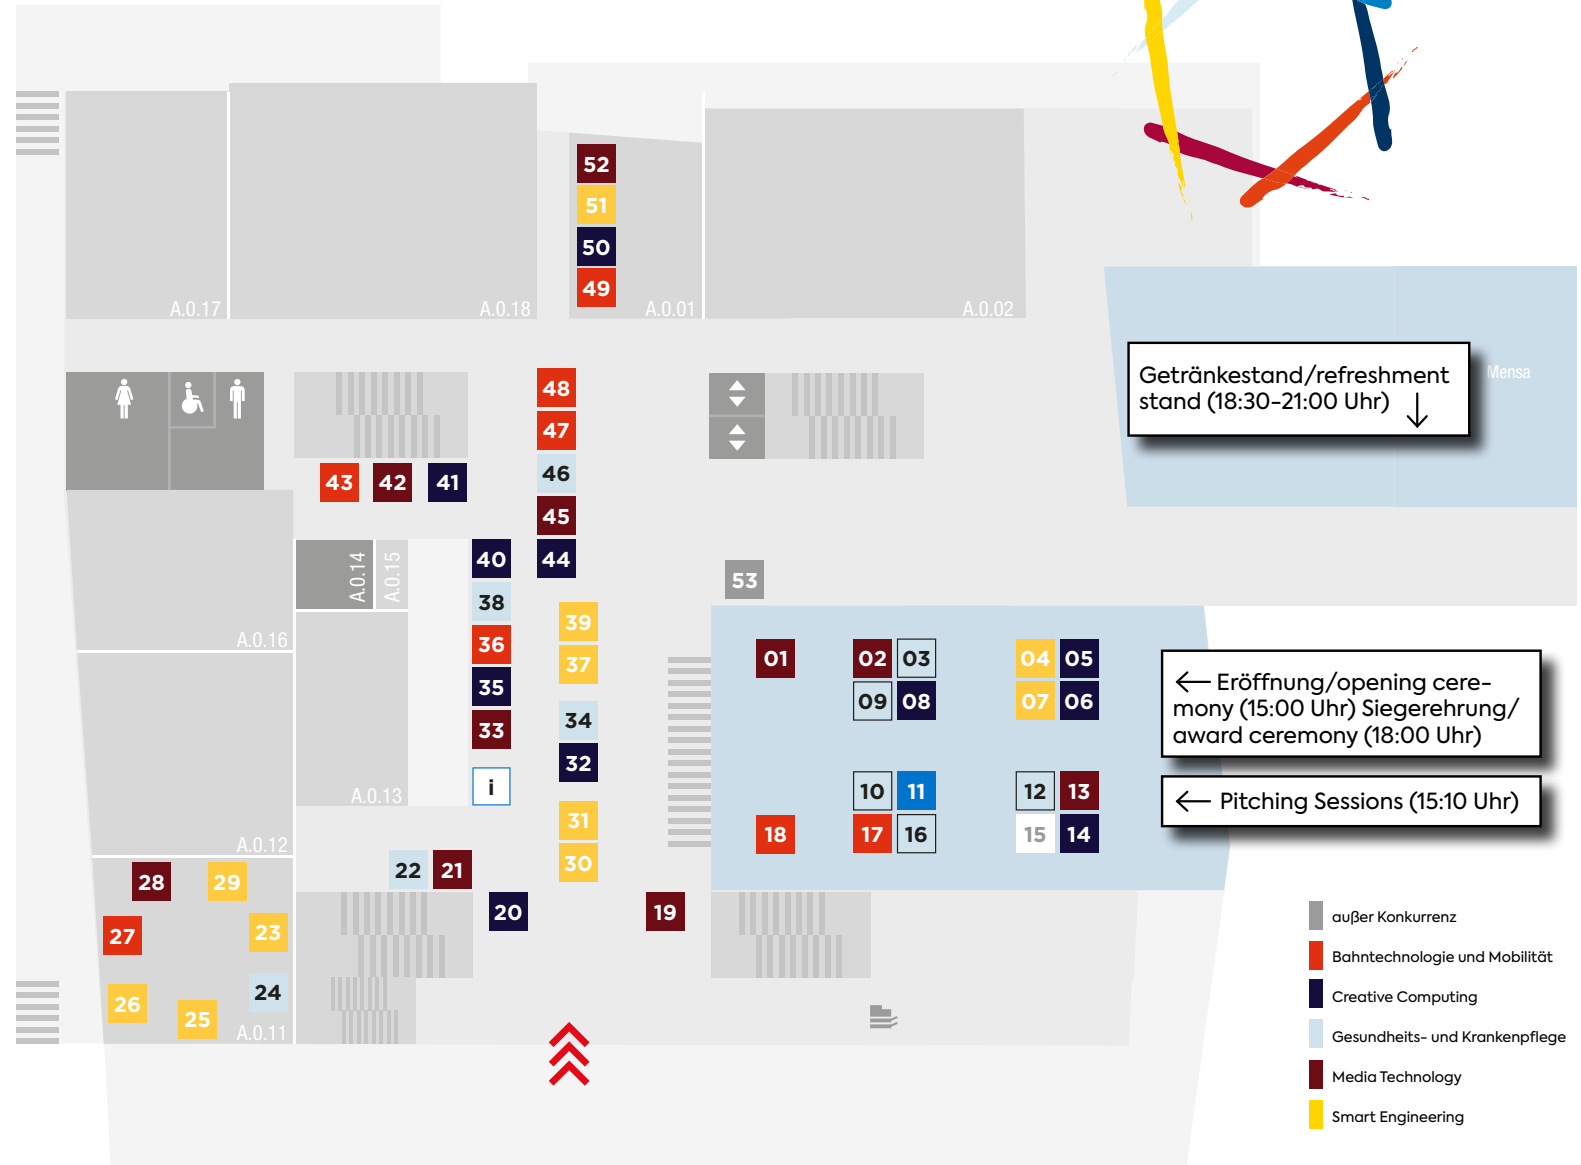 52
51
50
49
A.0.17
A.0.18
A.0.01
A.0.02
Getränkestand/refreshment
stand (18:30-21:00 Uhr)
Mensa
48
47
46
45
44
43 42 41
A.0.14
A.0.15
40
38
36
35
33
i
53
39
37
34
32
31
30
A.0.16
A.0.13
A.0.12
01 02 03 04 05
09 08 07 06
10 11 12 13
18 17 16 15 14
← Eröffnung/opening cere-
mony (15:00 Uhr) Siegerehrung/
award ceremony (18:00 Uhr)
← Pitching Sessions (15:10 Uhr)
22 21
20
19
28 29
27 23
26 25 24
A.0.11
außer Konkurrenz
Bahntechnologie und Mobilität
Creative Computing
Gesundheits- und Krankenpflege
Media Technology
Smart Engineering